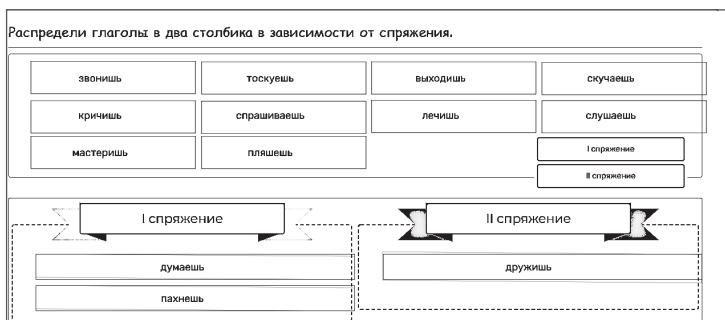 Распредели глаголы в два столбика в зависимости от спряжения.
звонишь тоскуешь выходишь скучаешь
кричишь спрашиваешь лечишь слушаешь
мастеришь пляшешь I спряжение
II спряжение
I спряжение II спряжение
думаешь дружишь
пахнешь